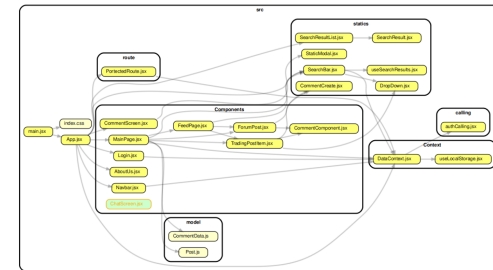 src
statics
SearchResultList.jsx
SearchResult.jsx
route
StaticModal.jsx
PortectedRoute.jsx
SearchBar.jsx
useSearchResults.jsx
CommentCreate.jsx
DropDown.jsx
Components
calling
index.css
CommentScreen.jsx
FeedPage.jsx
ForumPost.jsx
CommentComponent.jsx
authCalling.jsx
main.jsx
App.jsx
MainPage.jsx
TradingPostItem.jsx
Context
Login.jsx
DataContext.jsx
useLocalStorage.jsx
AboutUs.jsx
Navbar.jsx
ChatScreen.jsx
model
CommentData.js
Post.js